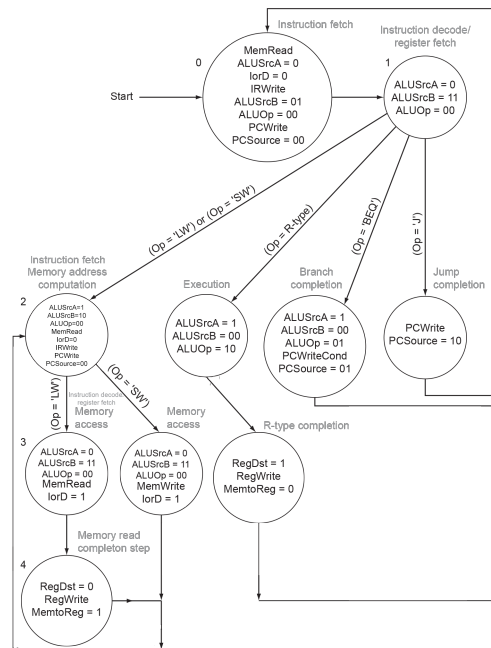 Instruction fetch
0
MemRead
ALUSrcA = 0
IorD = 0
IRWrite
ALUSrcB = 01
ALUOp = 00
PCWrite
PCSource = 00
Start
Instruction decode/
register fetch
1
ALUSrcA = 0
ALUSrcB = 11
ALUOp = 00
(Op = 'LW') or (Op = 'SW')
(Op = R-type)
(Op = 'BEQ')
(Op = 'J')
Instruction fetch
Memory address
computation
2
ALUSrcA=1
ALUSrcB=10
ALUOp=00
MemRead
IorD=0
IRWrite
PCWrite
PCSource=00
Execution
ALUSrcA = 1
ALUSrcB = 00
ALUOp = 10
Branch
completion
ALUSrcA = 1
ALUSrcB = 00
ALUOp = 01
PCWriteCond
PCSource = 01
Jump
completion
PCWrite
PCSource = 10
(Op = 'LW')
(Op = 'SW')
Instruction decode/
register fetch
Memory
access
3
ALUSrcA = 0
ALUSrcB = 11
ALUOp = 00
MemRead
IorD = 1
Memory
access
ALUSrcA = 0
ALUSrcB = 11
ALUOp = 00
MemWrite
IorD = 1
R-type completion
RegDst = 1
RegWrite
MemtoReg = 0
Memory read
completon step
4
RegDst = 0
RegWrite
MemtoReg = 1